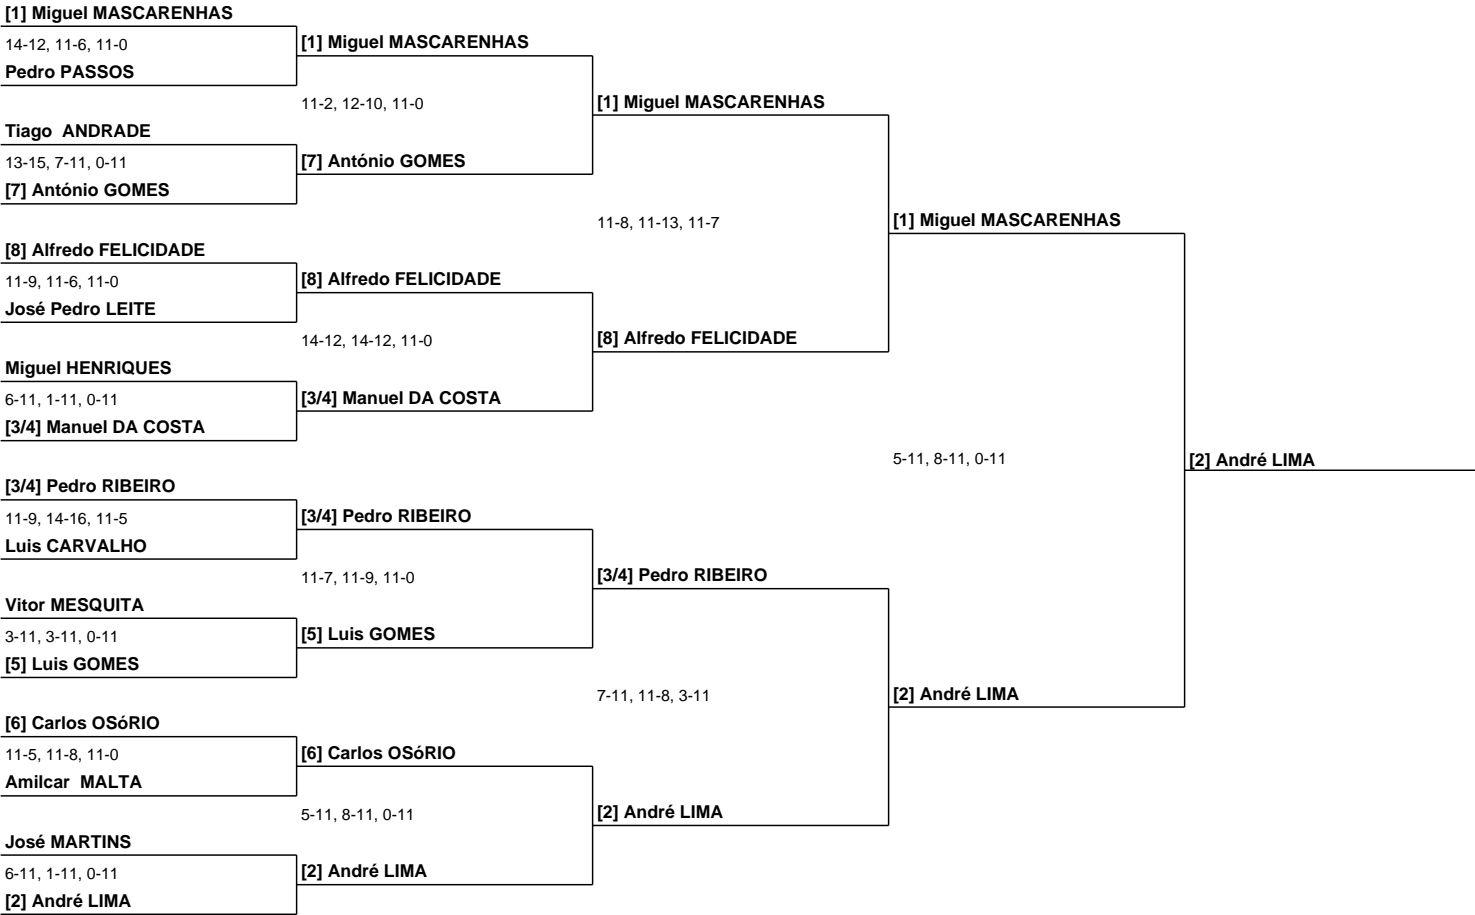 [1] Miguel MASCARENHAS
14-12, 11-6, 11-0
Pedro PASSOS
Tiago  ANDRADE
13-15, 7-11, 0-11
[7] António GOMES
[8] Alfredo FELICIDADE
11-9, 11-6, 11-0
José Pedro LEITE
Miguel HENRIQUES
6-11, 1-11, 0-11
[3/4] Manuel DA COSTA
[3/4] Pedro RIBEIRO
11-9, 14-16, 11-5
Luis CARVALHO
Vitor MESQUITA
3-11, 3-11, 0-11
[5] Luis GOMES
[6] Carlos OSóRIO
11-5, 11-8, 11-0
Amilcar  MALTA
José MARTINS
6-11, 1-11, 0-11
[2] André LIMA
[1] Miguel MASCARENHAS
11-2, 12-10, 11-0
[7] António GOMES
[8] Alfredo FELICIDADE
14-12, 14-12, 11-0
[3/4] Manuel DA COSTA
[3/4] Pedro RIBEIRO
11-7, 11-9, 11-0
[5] Luis GOMES
[6] Carlos OSóRIO
5-11, 8-11, 0-11
[2] André LIMA
[1] Miguel MASCARENHAS
11-8, 11-13, 11-7
[8] Alfredo FELICIDADE
[3/4] Pedro RIBEIRO
7-11, 11-8, 3-11
[2] André LIMA
[1] Miguel MASCARENHAS
5-11, 8-11, 0-11
[2] André LIMA
[2] André LIMA